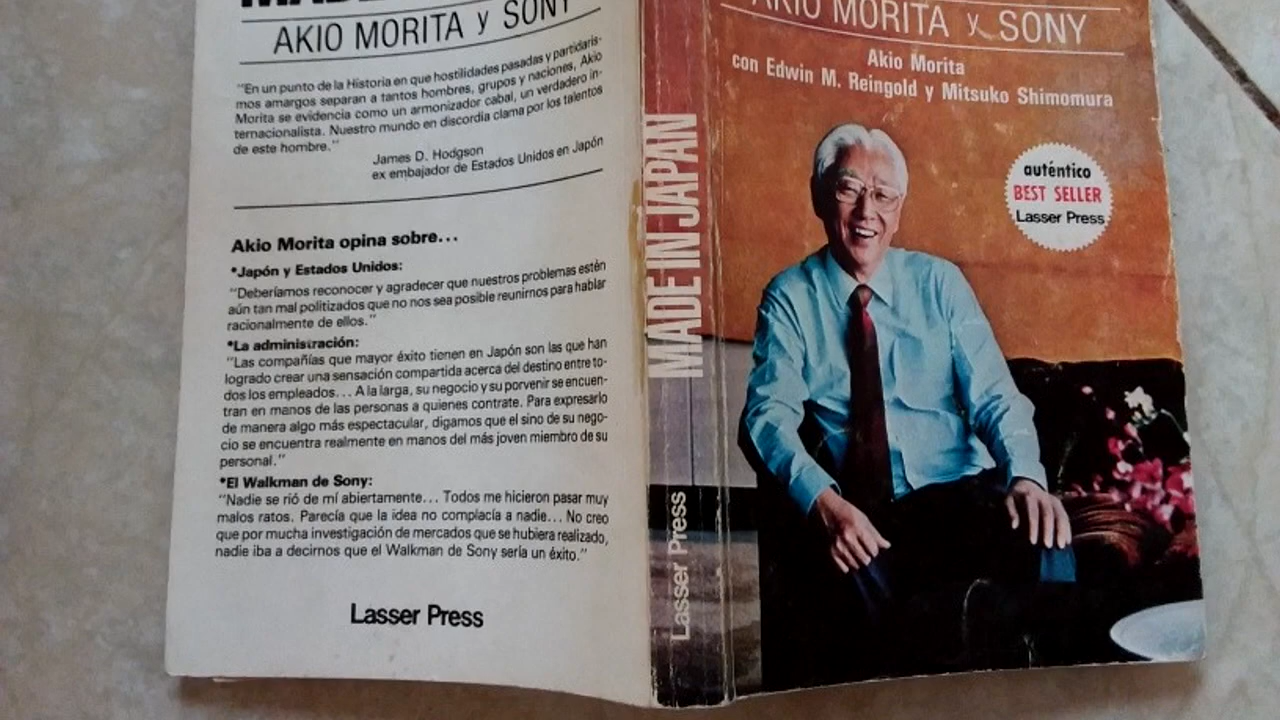 MADE
AKIO MORITA y SONY
"En un punto de la Historia en que hostilidades pasadas y partidaris-
mos amargos separan a tantos hombres, grupos y naciones, Akio
Morita se evidencia como un armonizador cabal, un verdadero in-
ternacionalista. Nuestro mundo en discordia clama por los talentos
de este hombre."
James D. Hodgson
ex embajador de Estados Unidos en Japón
Akio Morita opina sobre...
*Japón y Estados Unidos:
"Deberíamos reconocer y agradecer que nuestros problemas estén
aún tan mal politizados que no nos sea posible reunirnos para hablar
racionalmente de ellos."
*La administración:
"Las compañías que mayor éxito tienen en Japón son las que han
logrado crear una sensación compartida acerca del destino entre to-
dos los empleados... A la larga, su negocio y su porvenir se encuen-
tran en manos de las personas a quienes contrate. Para expresarlo
de manera algo más espectacular, digamos que el sino de su nego-
cio se encuentra realmente en manos del más joven miembro de su
personal."
*El Walkman de Sony:
"Nadie se rió de mí abiertamente... Todos me hicieron pasar muy
malos ratos. Parecía que la idea no complacía a nadie... No creo
que por mucha investigación de mercados que se hubiera realizado,
nadie iba a decirnos que el Walkman de Sony sería un éxito."
Lasser Press
MADE IN JAPAN
Lasser Press
AKIO MORITA y SONY
Akio Morita
con Edwin M. Reingold y Mitsuko Shimomura
auténtico
BEST SELLER
Lasser Press